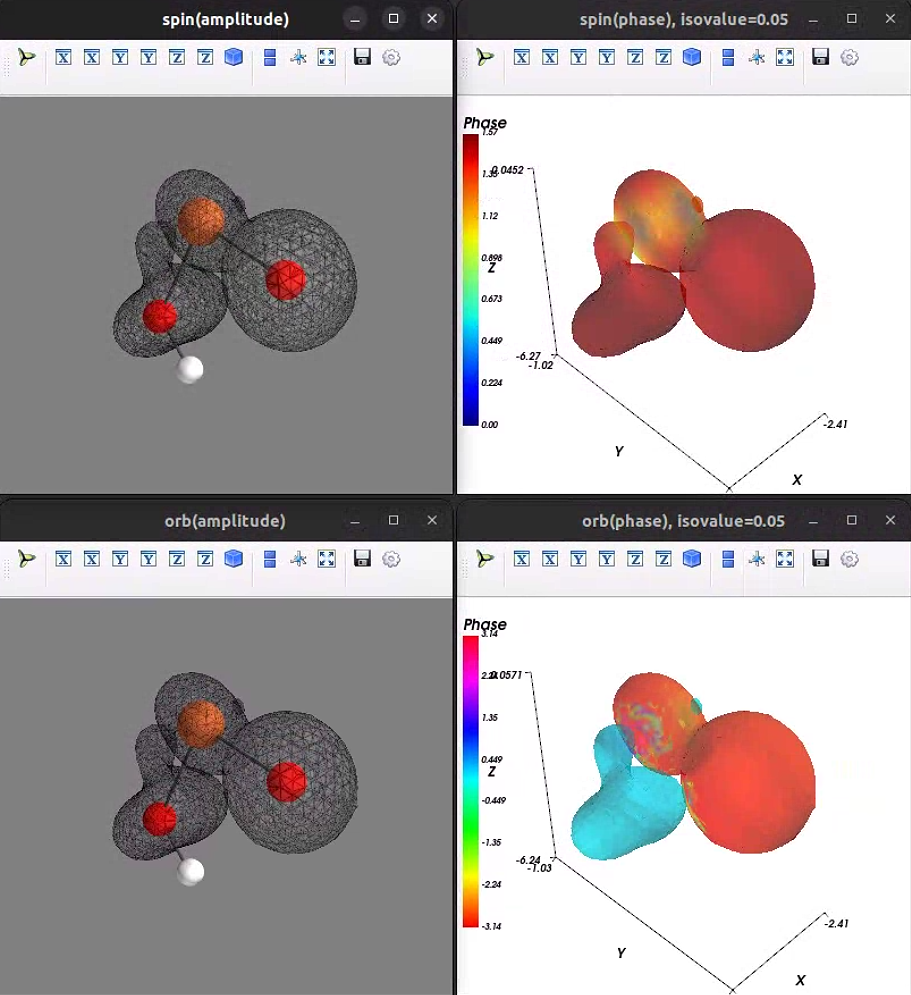 spin(amplitude)
spin(phase), isovalue=0.05
X X Y Y Z Z
X X Y Y Z Z
Phase
1.57
1.35
1.12
0.898
0.673
0.449
0.224
0.00
0.0452
Z
-6.27
-1.02
Y
X
-2.41
orb(amplitude)
orb(phase), isovalue=0.05
X X Y Y Z Z
X X Y Y Z Z
Phase
3.14
1.35
0.449
-0.449
-1.35
-2.24
-3.14
0.0571
Z
-6.24
-1.03
Y
X
-2.41